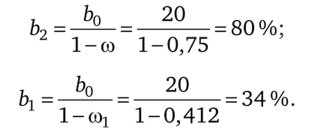 b₂ = b₀ / (1 − ω) = 20 / (1 − 0,75) = 80 %;
b₁ = b₀ / (1 − ω₁) = 20 / (1 − 0,412) = 34 %.